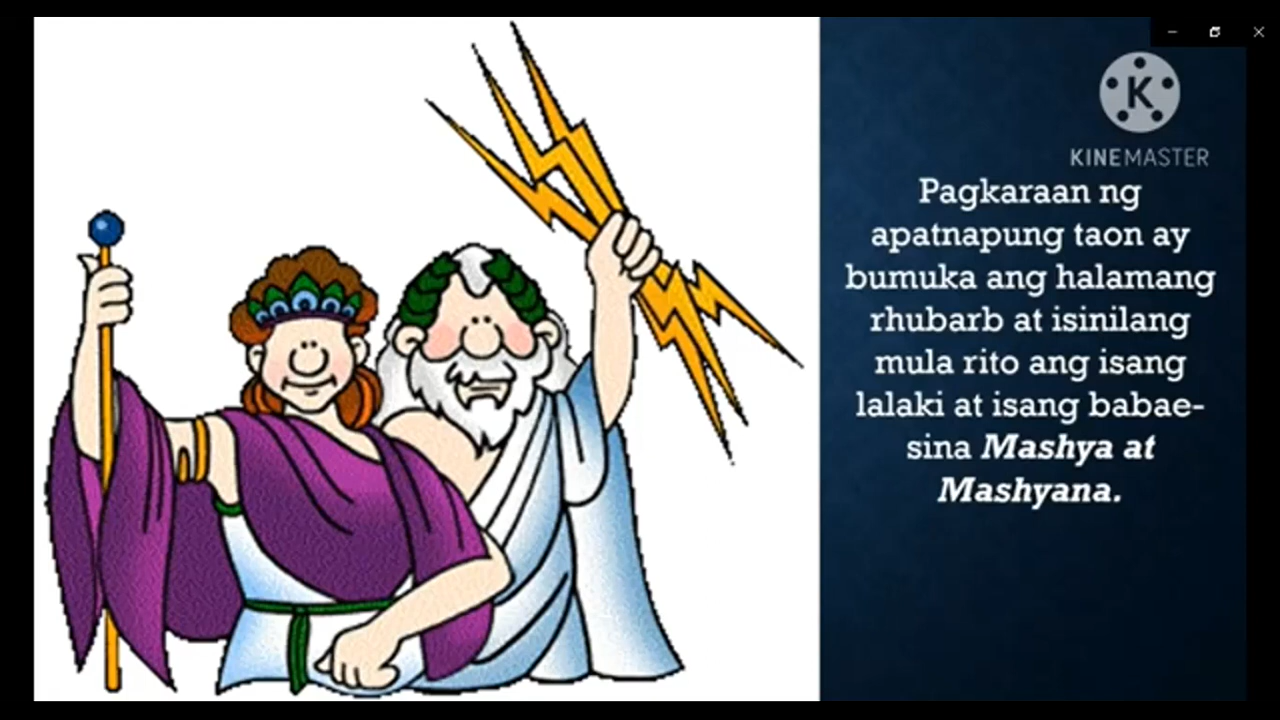 K
KINEMASTER
Pagkaraan ng
apatnapung taon ay
bumuka ang halamang
rhubarb at isinilang
mula rito ang isang
lalaki at isang babae-
sina Mashya at
Mashyana.